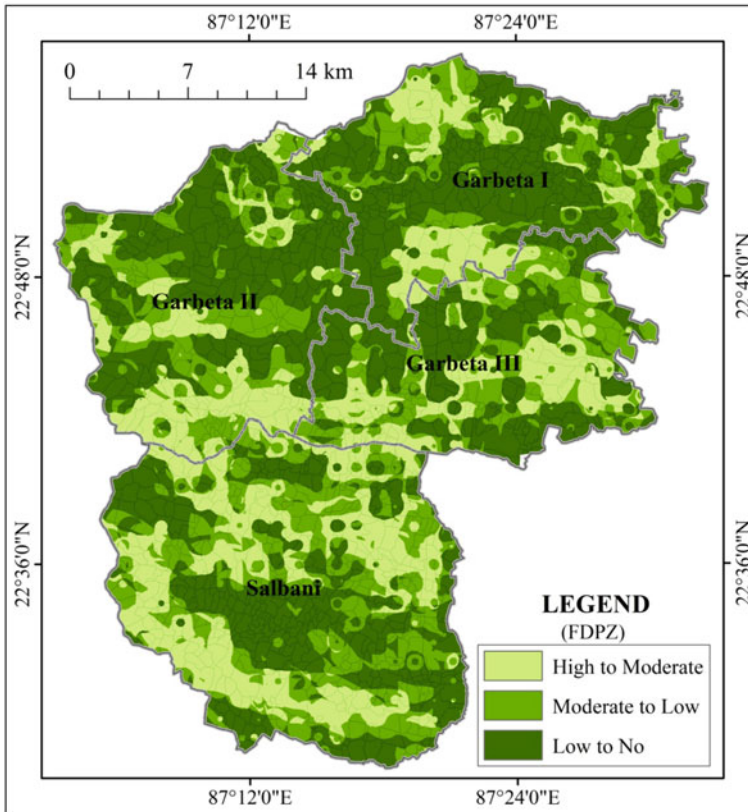 87°12'0"E 87°24'0"E
0 7 14 km
Garbeta I
22°48'0"N 22°48'0"N
Garbeta II
Garbeta III
22°36'0"N 22°36'0"N
Salbani
LEGEND
(FDPZ)
High to Moderate
Moderate to Low
Low to No
87°12'0"E 87°24'0"E